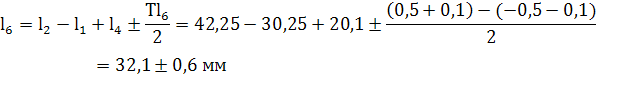 l₆ = l₂ − l₁ + l₄ ± Tl₆/2 = 42,25 − 30,25 + 20,1 ± ((0,5 + 0,1) − (−0,5 − 0,1))/2
= 32,1 ± 0,6 мм